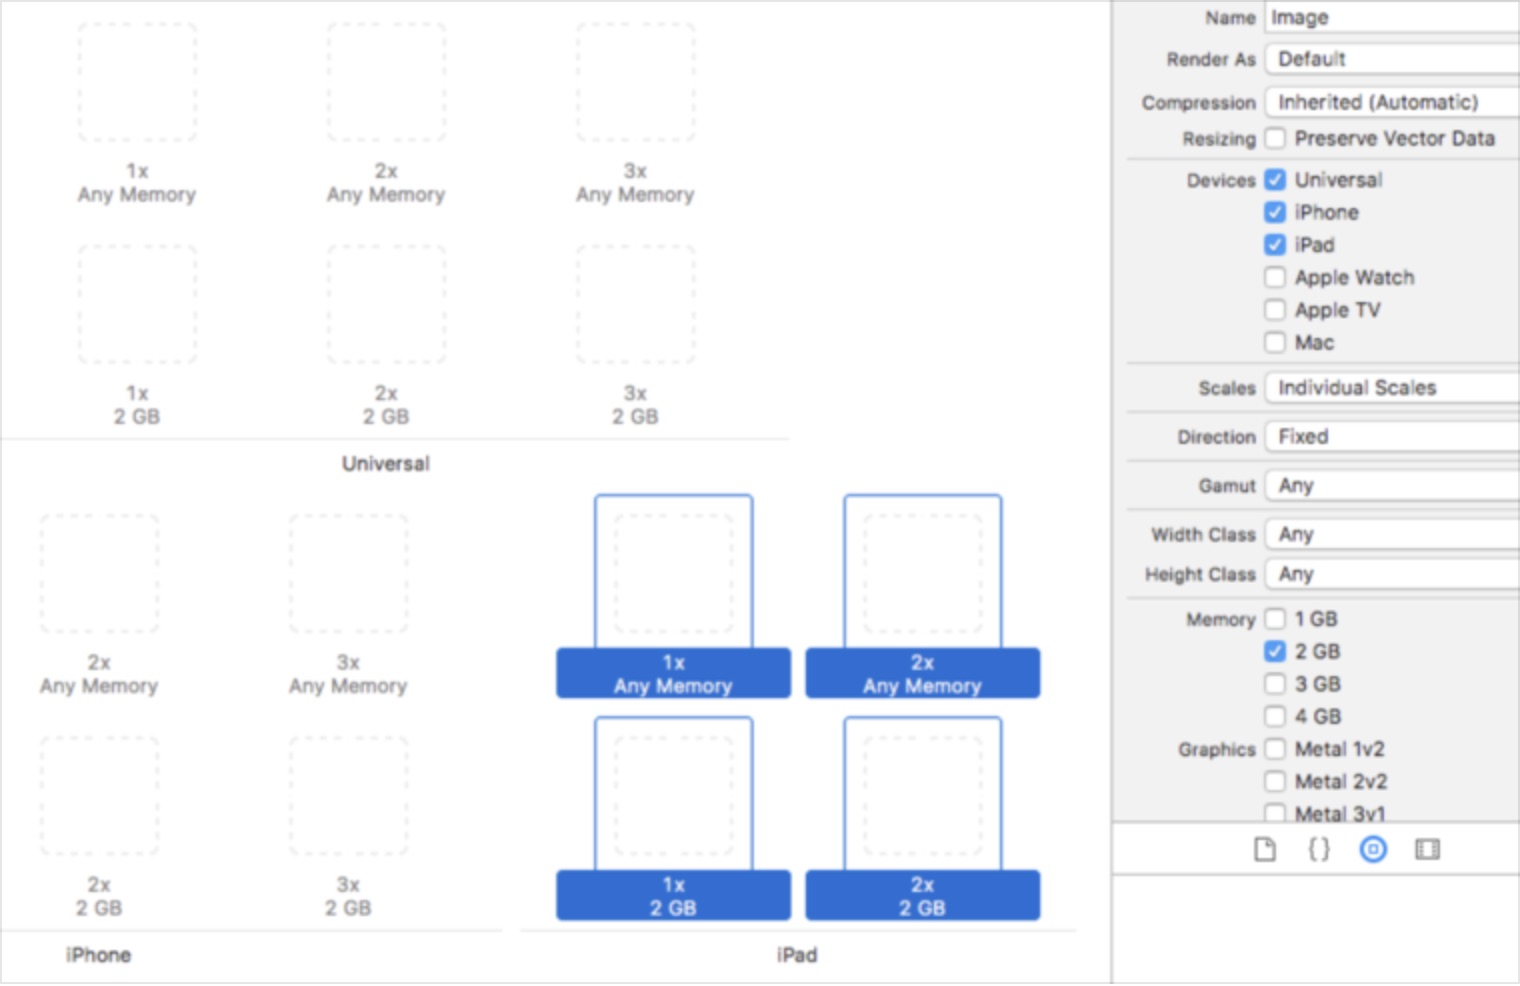 1x
Any Memory
2x
Any Memory
3x
Any Memory
1x
2 GB
2x
2 GB
3x
2 GB
Universal
2x
Any Memory
3x
Any Memory
1x
Any Memory
2x
Any Memory
2x
2 GB
3x
2 GB
1x
2 GB
2x
2 GB
iPhone
iPad
Name Image
Render As Default
Compression Inherited (Automatic)
Resizing Preserve Vector Data
Devices Universal
iPhone
iPad
Apple Watch
Apple TV
Mac
Scales Individual Scales
Direction Fixed
Gamut Any
Width Class Any
Height Class Any
Memory 1 GB
2 GB
3 GB
4 GB
Graphics Metal 1v2
Metal 2v2
Metal 3v1